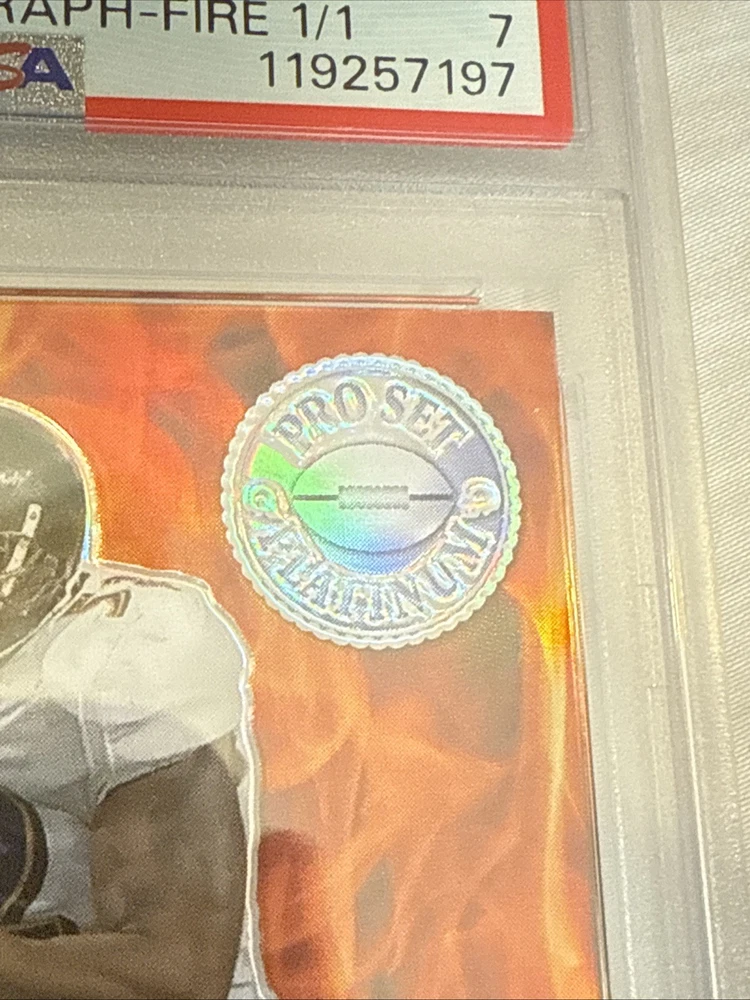 RAPH-FIRE 1/1 7
SA 119257197
PRO SET
PLATINUM